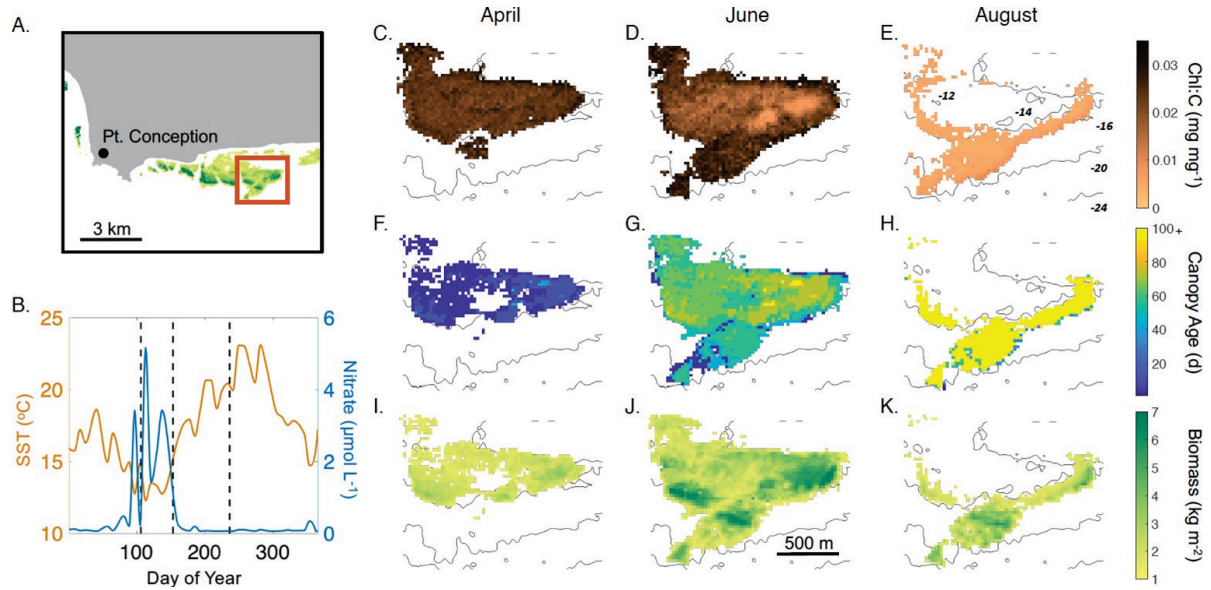 April
June
August
A.
Pt. Conception
3 km
B.
25
20
15
10
SST (ºC)
6
4
2
0
Nitrate (µmol L⁻¹)
100
200
300
Day of Year
C.
D.
E.
-12
-14
-16
-20
-24
0.03
0.02
0.01
0
Chl:C (mg mg⁻¹)
F.
G.
H.
100+
80
60
40
20
Canopy Age (d)
I.
J.
500 m
K.
7
6
5
4
3
2
1
Biomass (kg m⁻²)